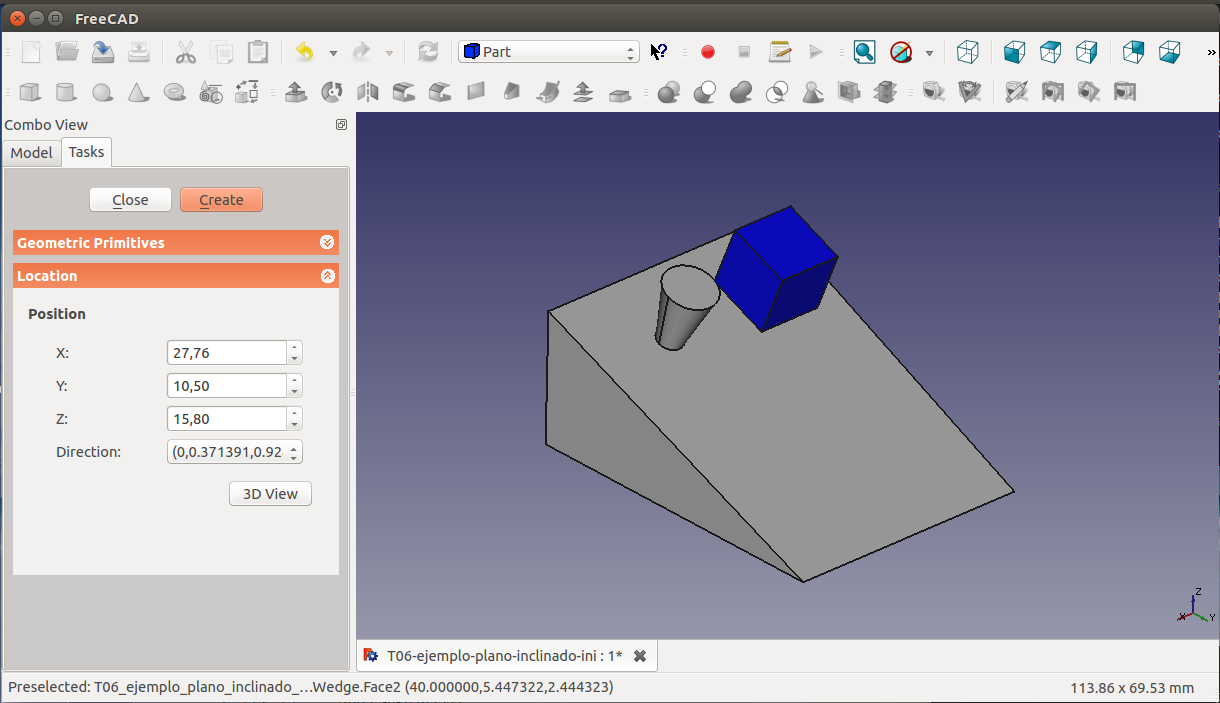 FreeCAD
Part
Combo View
Model Tasks
Close Create
Geometric Primitives
Location
Position
X: 27,76
Y: 10,50
Z: 15,80
Direction: (0,0.371391,0.92
3D View
Z
X Y
T06-ejemplo-plano-inclinado-ini : 1*
Preselected: T06_ejemplo_plano_inclinado_...Wedge.Face2 (40.000000,5.447322,2.444323) 113.86 x 69.53 mm